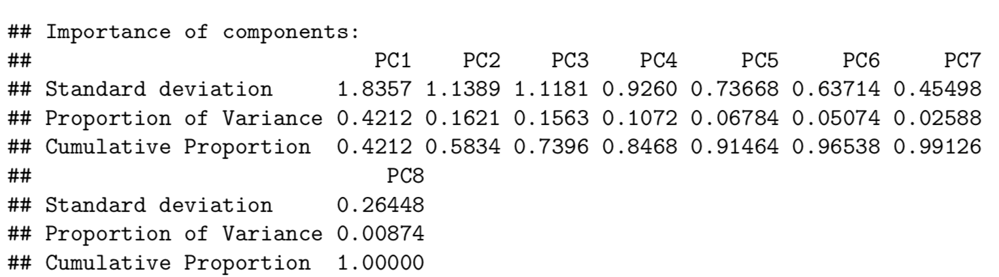 ## Importance of components:
##                           PC1    PC2    PC3    PC4     PC5     PC6     PC7
## Standard deviation     1.8357 1.1389 1.1181 0.9260 0.73668 0.63714 0.45498
## Proportion of Variance 0.4212 0.1621 0.1563 0.1072 0.06784 0.05074 0.02588
## Cumulative Proportion  0.4212 0.5834 0.7396 0.8468 0.91464 0.96538 0.99126
##                            PC8
## Standard deviation     0.26448
## Proportion of Variance 0.00874
## Cumulative Proportion  1.00000